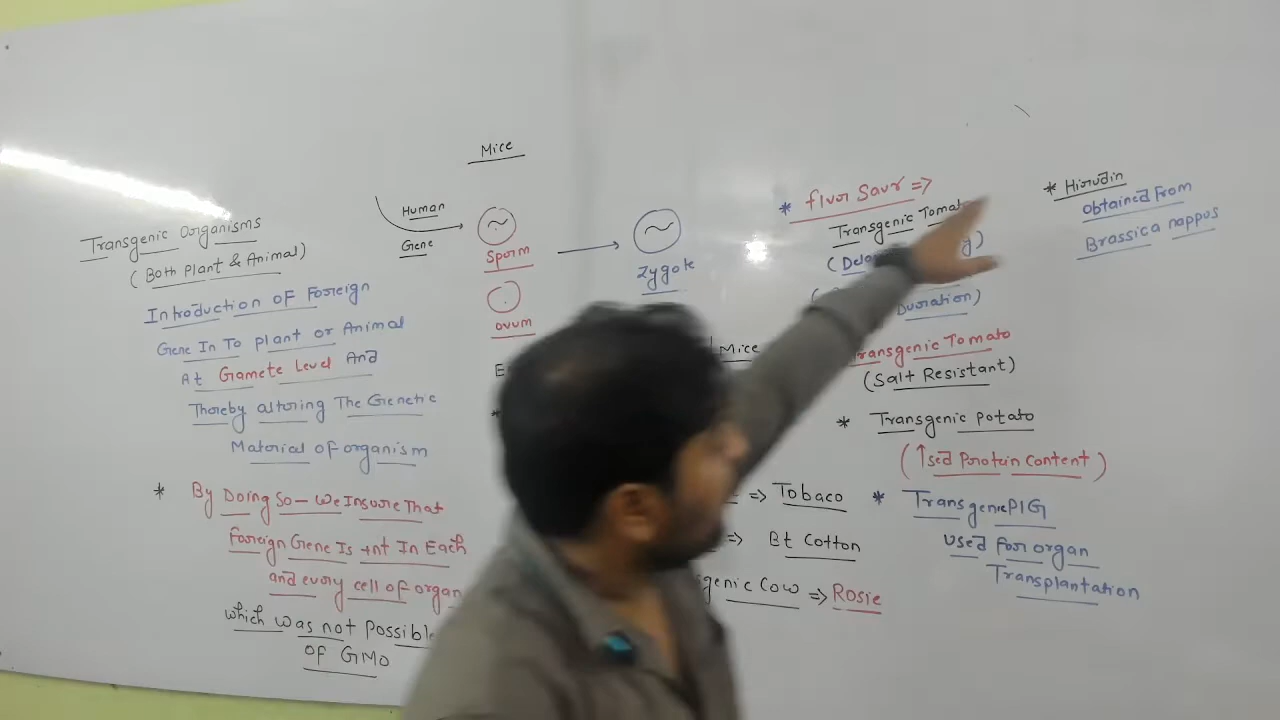 Transgenic Organisms
(Both Plant & Animal)
Introduction OF Foreign
Gene In To plant or Animal
At Gamete Level And
Thereby altoring The Genetic
Material of organism
* By Doing So - We Insure That
foreign Gene Is +nt In Each
and every cell of organ
which was not Possible
of GMO
Mice
Human
Gene
Sperm
ovum
Zygote
Mice
=> Tobaco
=> Bt Cotton
Cow => Rosie
* flvor Savr =>
Transgenic Tomato
Duration)
Transgenic Tomato
(Salt Resistant)
* Transgenic potato
(↑sed Protein Content)
* Transgenic PIG
Used for organ
Transplantation
* Hirudin
obtained From
Brassica nappus